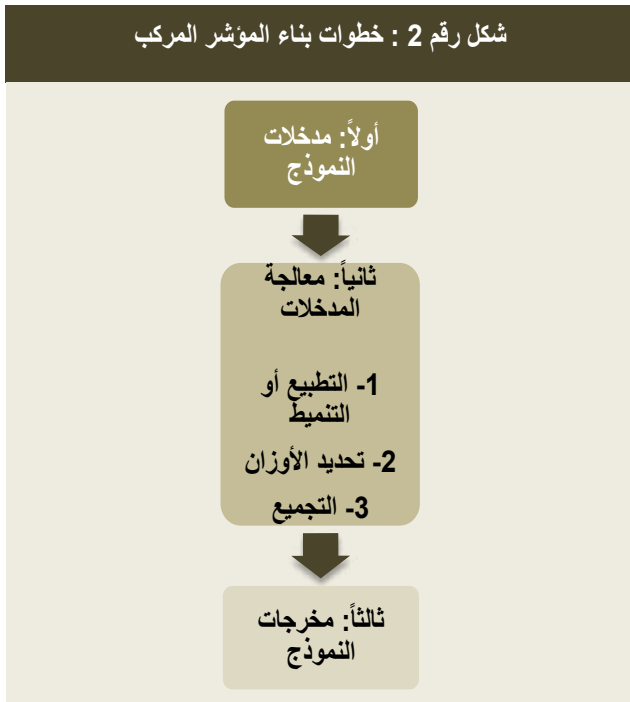 شكل رقم 2 : خطوات بناء المؤشر المركب
أولاً: مدخلات
النموذج
ثانياً: معالجة
المدخلات
1- التطبيع أو
التنميط
2- تحديد الأوزان
3- التجميع
ثالثاً: مخرجات
النموذج